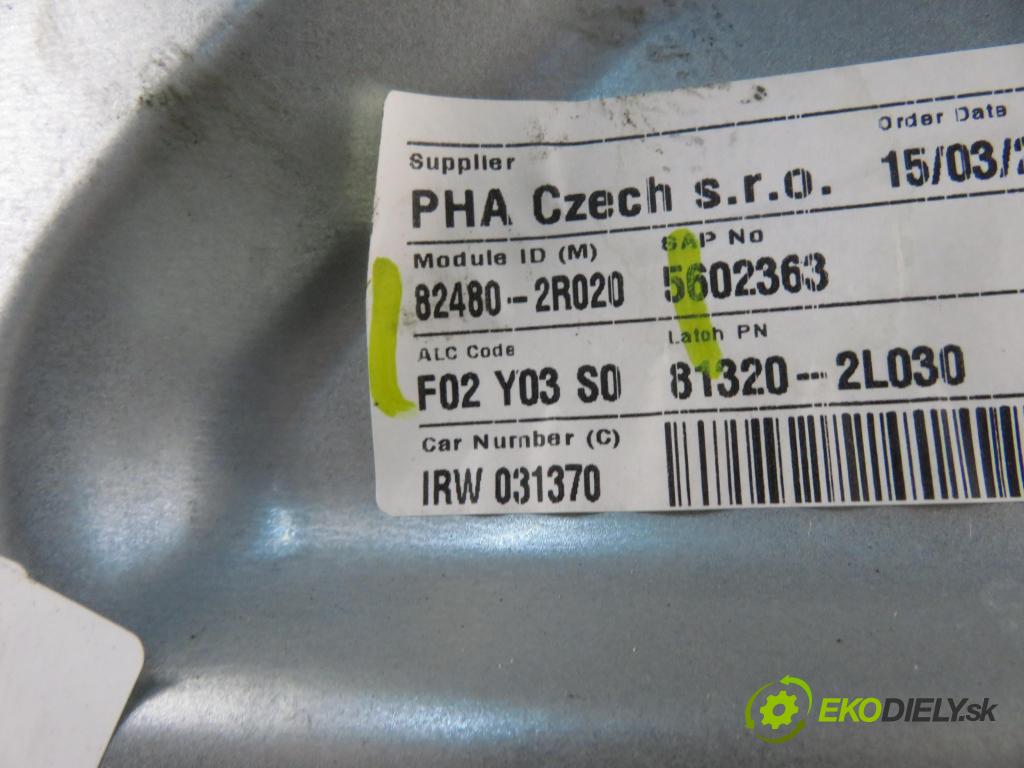 Order Date
Supplier
PHA Czech s.r.o. 15/03/2
Module ID (M) SAP No
82480-2R020 5602363
ALC Code Latch PN
F02 Y03 S0 81320-2L030
Car Number (C)
IRW 031370
EKODIELY.sk